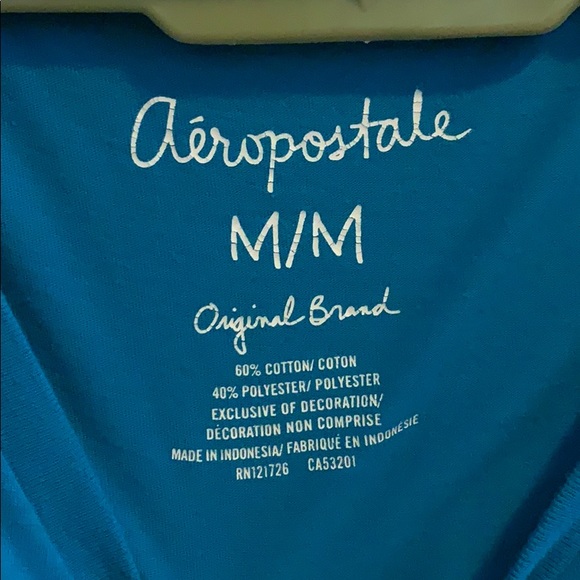 aéropostale
M/M
Original Brand
60% COTTON/ COTON
40% POLYESTER/ POLYESTER
EXCLUSIVE OF DECORATION/
DÉCORATION NON COMPRISE
MADE IN INDONESIA/ FABRIQUÉ EN INDONÉSIE
RN121726 CA53201